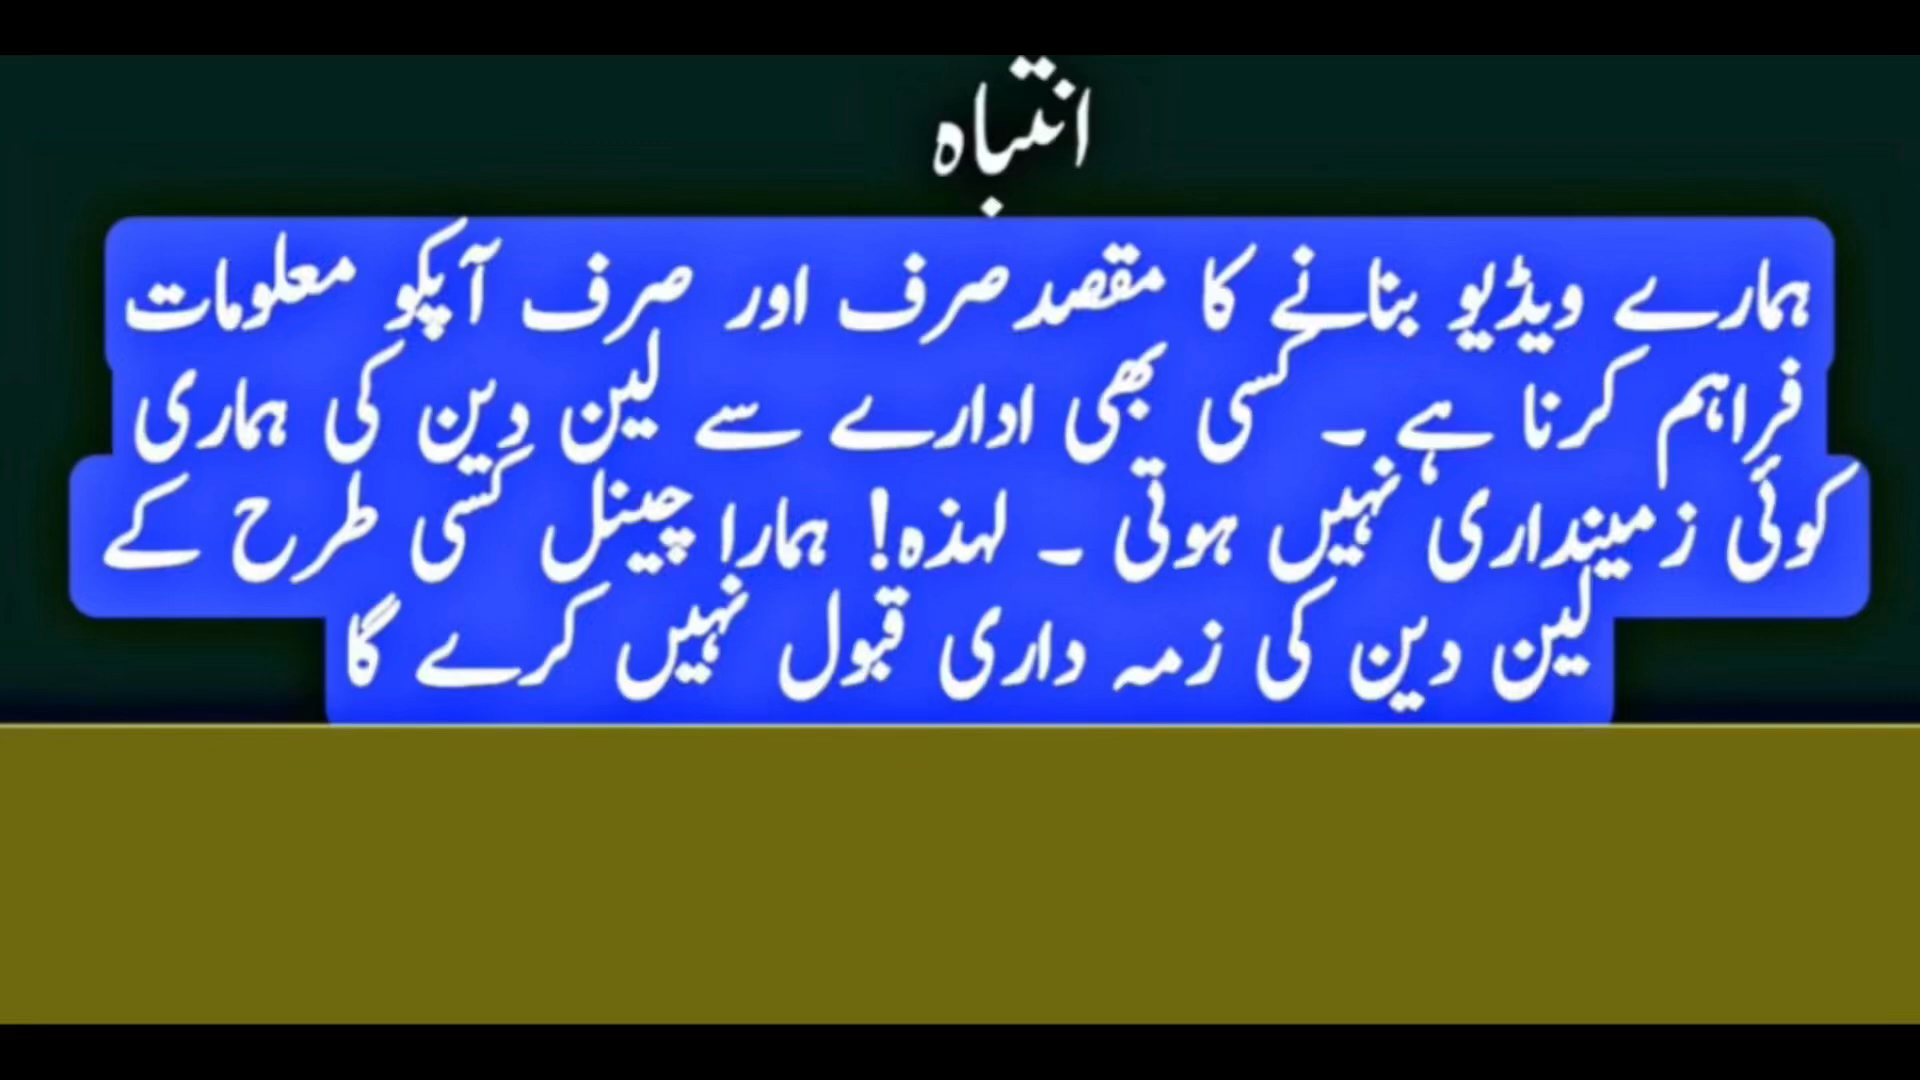 انتباہ
ہمارے ویڈیو بنانے کا مقصد صرف اور صرف آپکو معلومات
فراہم کرنا ہے ۔ کسی بھی ادارے سے لین دین کی ہماری
کوئی زمینداری نہیں ہوتی ۔ لہذہ! ہمارا چینل کسی طرح کے
لین دین کی زمہ داری قبول نہیں کرے گا